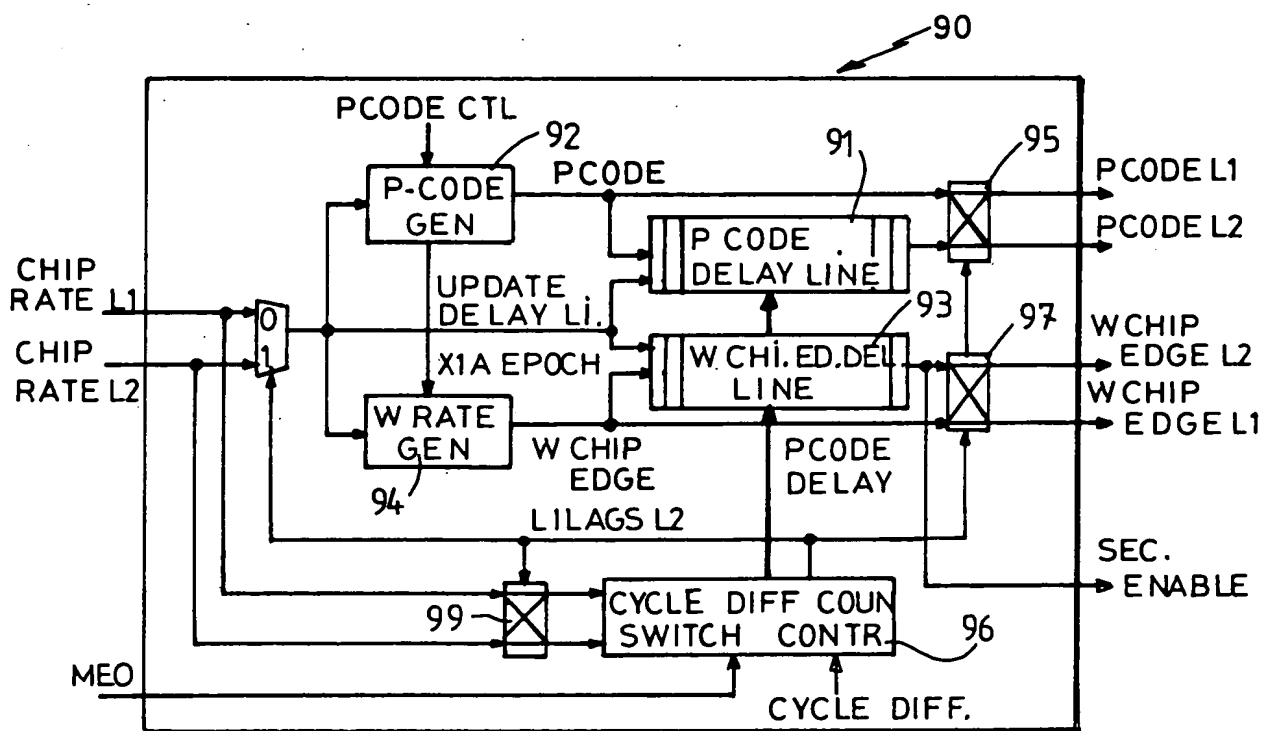 90
PCODE CTL
92
P-CODE
GEN
PCODE
91
95
PCODE L1
PCODE L2
P CODE
DELAY LINE
CHIP
RATE L1
0
1
UPDATE
DELAY Li.
93
97
W CHIP
EDGE L2
CHIP
RATE L2
X1A EPOCH
W CHi. ED. DEL
LINE
W CHIP
EDGE L1
W RATE
GEN
94
W CHIP
EDGE
PCODE
DELAY
LILAGS L2
SEC.
ENABLE
99
CYCLE DIFF COUN
SWITCH CONTR.
96
MEO
CYCLE DIFF.